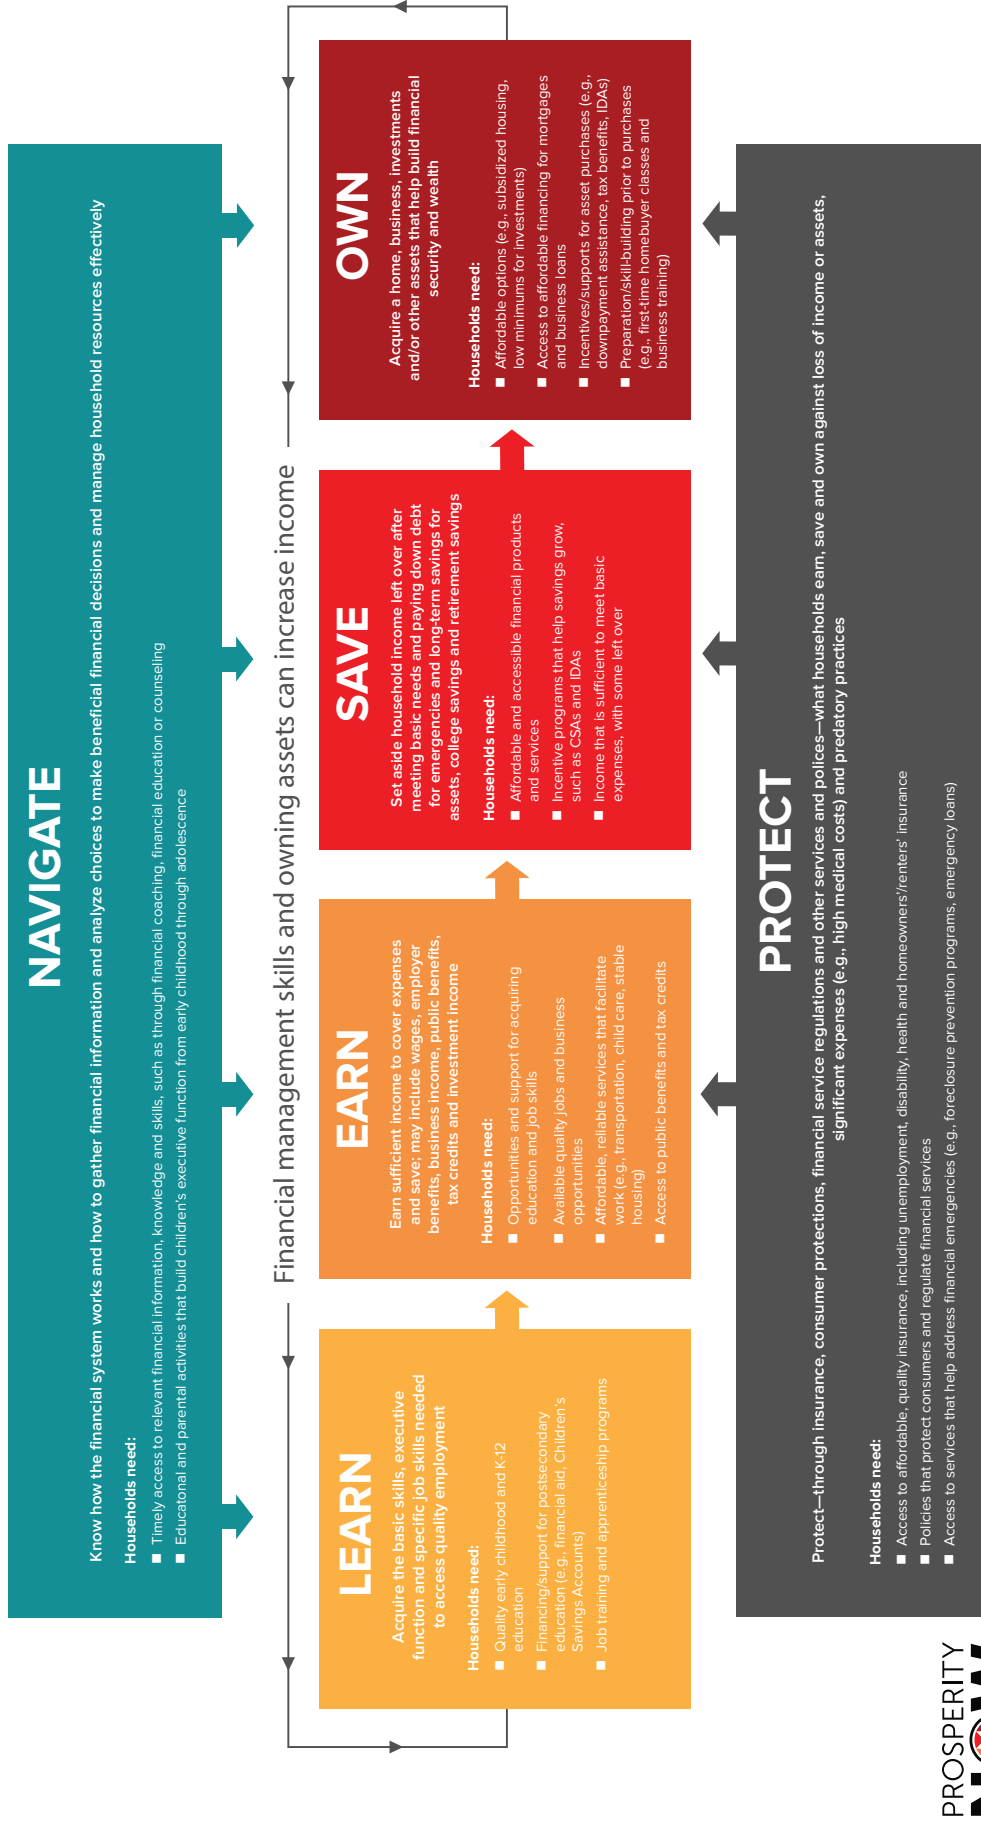 NAVIGATE
Know how the financial system works and how to gather financial information and analyze choices to make beneficial financial decisions and manage household resources effectively
Households need:
■ Timely access to relevant financial information, knowledge and skills, such as through financial coaching, financial education or counseling
■ Educatonal and parental activities that build children's executive function from early childhood through adolescence
Financial management skills and owning assets can increase income
LEARN
Acquire the basic skills, executive
function and specific job skills needed
to access quality employment
Households need:
■ Quality early childhood and K-12
education
■ Financing/support for postsecondary
education (e.g., financial aid, Children's
Savings Accounts)
■ Job training and apprenticeship programs
EARN
Earn sufficient income to cover expenses
and save; may include wages, employer
benefits, business income, public benefits,
tax credits and investment income
Households need:
■ Opportunities and support for acquiring
education and job skills
■ Available quality jobs and business
opportunities
■ Affordable, reliable services that facilitate
work (e.g., transportation, child care, stable
housing)
■ Access to public benefits and tax credits
SAVE
Set aside household income left over after
meeting basic needs and paying down debt
for emergencies and long-term savings for
assets, college savings and retirement savings
Households need:
■ Affordable and accessible financial products
and services
■ Incentive programs that help savings grow,
such as CSAs and IDAs
■ Income that is sufficient to meet basic
expenses, with some left over
OWN
Acquire a home, business, investments
and/or other assets that help build financial
security and wealth
Households need:
■ Affordable options (e.g., subsidized housing,
low minimums for investments)
■ Access to affordable financing for mortgages
and business loans
■ Incentives/supports for asset purchases (e.g.,
downpayment assistance, tax benefits, IDAs)
■ Preparation/skill-building prior to purchases
(e.g., first-time homebuyer classes and
business training)
PROTECT
Protect—through insurance, consumer protections, financial service regulations and other services and polices—what households earn, save and own against loss of income or assets,
significant expenses (e.g., high medical costs) and predatory practices
Households need:
■ Access to affordable, quality insurance, including unemployment, disability, health and homeowners'/renters' insurance
■ Policies that protect consumers and regulate financial services
■ Access to services that help address financial emergencies (e.g., foreclosure prevention programs, emergency loans)
PROSPERITY
NOW